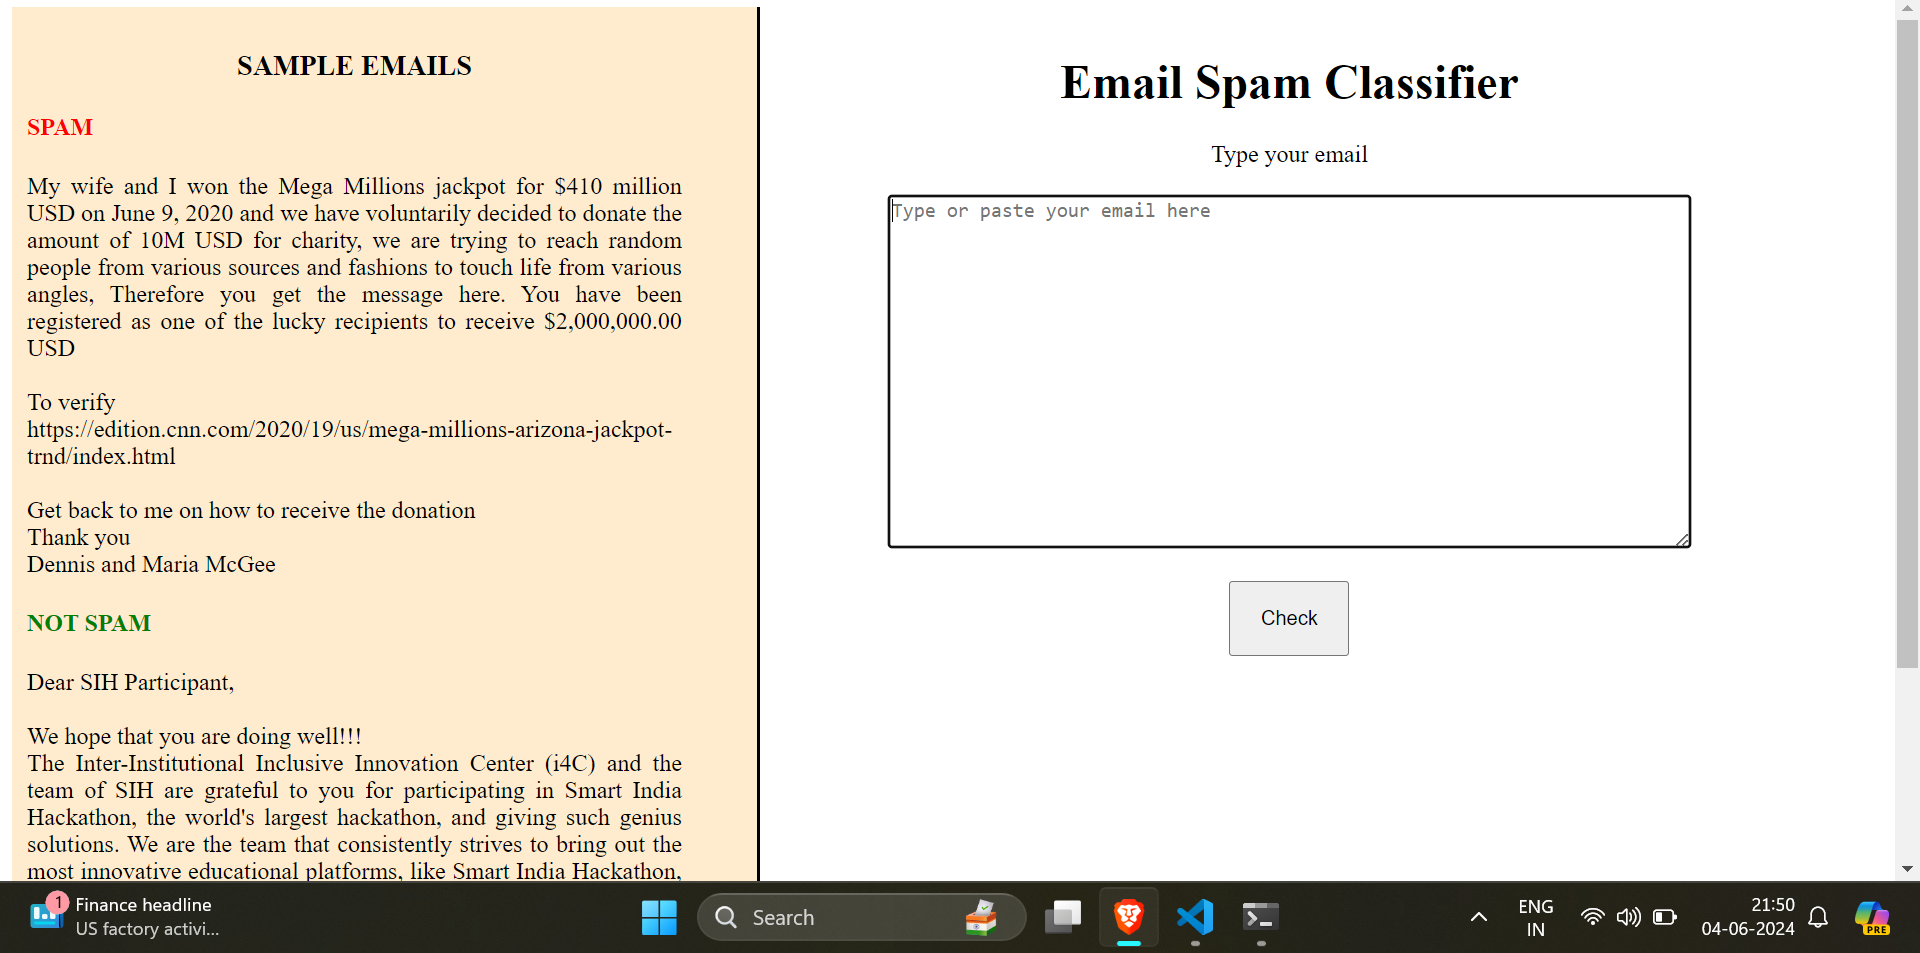 SAMPLE EMAILS
SPAM
My wife and I won the Mega Millions jackpot for $410 million
USD on June 9, 2020 and we have voluntarily decided to donate the
amount of 10M USD for charity, we are trying to reach random
people from various sources and fashions to touch life from various
angles, Therefore you get the message here. You have been
registered as one of the lucky recipients to receive $2,000,000.00
USD
To verify
https://edition.cnn.com/2020/19/us/mega-millions-arizona-jackpot-
trnd/index.html
Get back to me on how to receive the donation
Thank you
Dennis and Maria McGee
NOT SPAM
Dear SIH Participant,
We hope that you are doing well!!!
The Inter-Institutional Inclusive Innovation Center (i4C) and the
team of SIH are grateful to you for participating in Smart India
Hackathon, the world's largest hackathon, and giving such genius
solutions. We are the team that consistently strives to bring out the
most innovative educational platforms, like Smart India Hackathon,
Email Spam Classifier
Type your email
Type or paste your email here
Check
1
Finance headline
US factory activi...
Search
ENG
IN
21:50
04-06-2024
PRE